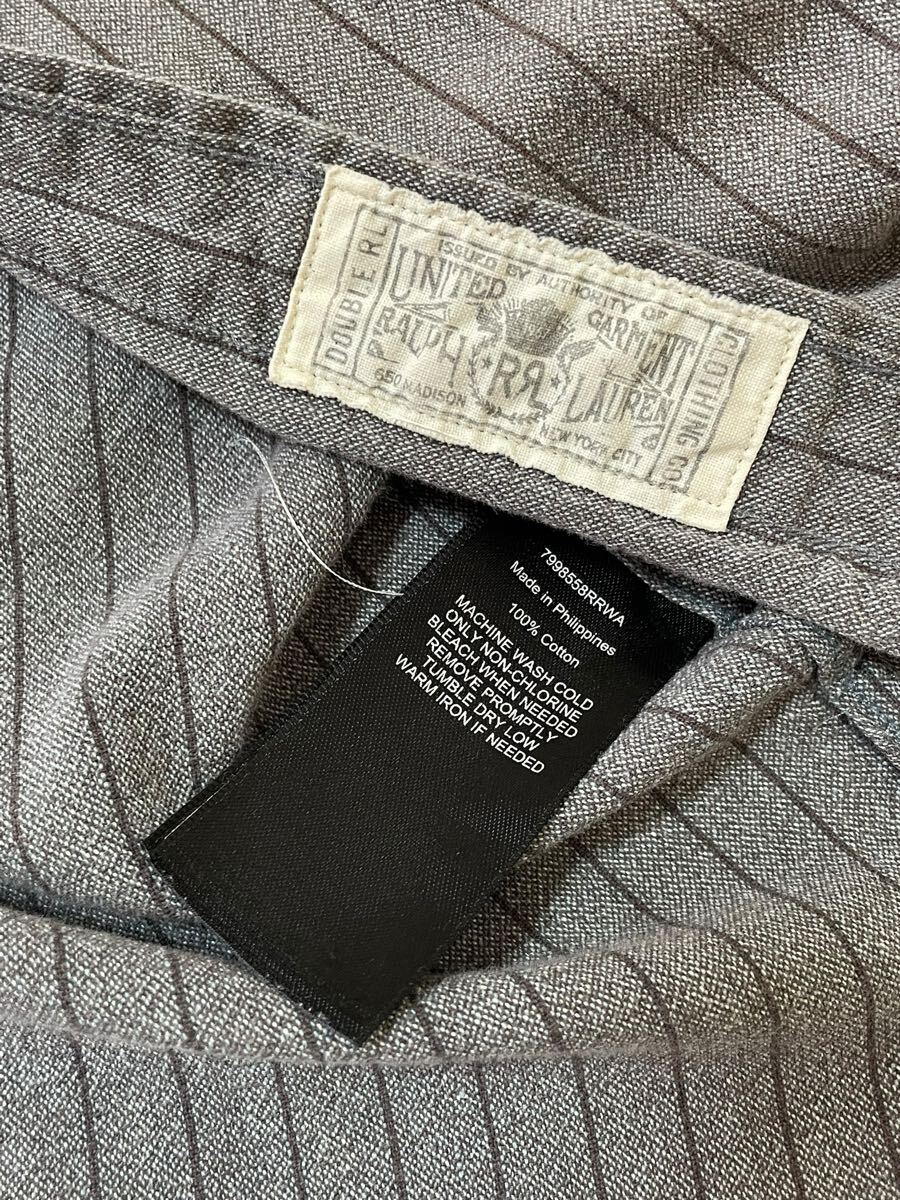 DOUBLE RL
ISSUED BY AUTHORITY OF
UNITED GARMENT
RALPH RRL LAUREN
650 MADISON
NEW YORK CITY
CLOTHING
7998558RRWA
Made in Philippines
100% Cotton
MACHINE WASH COLD
ONLY NON-CHLORINE
BLEACH WHEN NEEDED
REMOVE PROMPTLY
TUMBLE DRY LOW
WARM IRON IF NEEDED